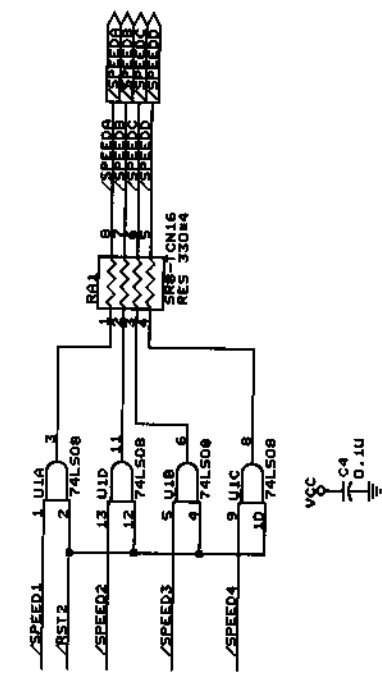 /SPEEDA
/SPEEDB
/SPEEDC
/SPEEDD
/SPEEDA
/SPEEDB
/SPEEDC
/SPEEDD
8
7
6
5
RA1
SR8-TCN16
RES 330*4
1
2
3
4
3
11
6
8
U1A
74LS08
U1D
74LS08
U1B
74LS08
U1C
74LS08
1
2
13
12
5
4
9
10
VCC
C4
0.1U
/SPEED1
/RST2
/SPEED2
/SPEED3
/SPEED4